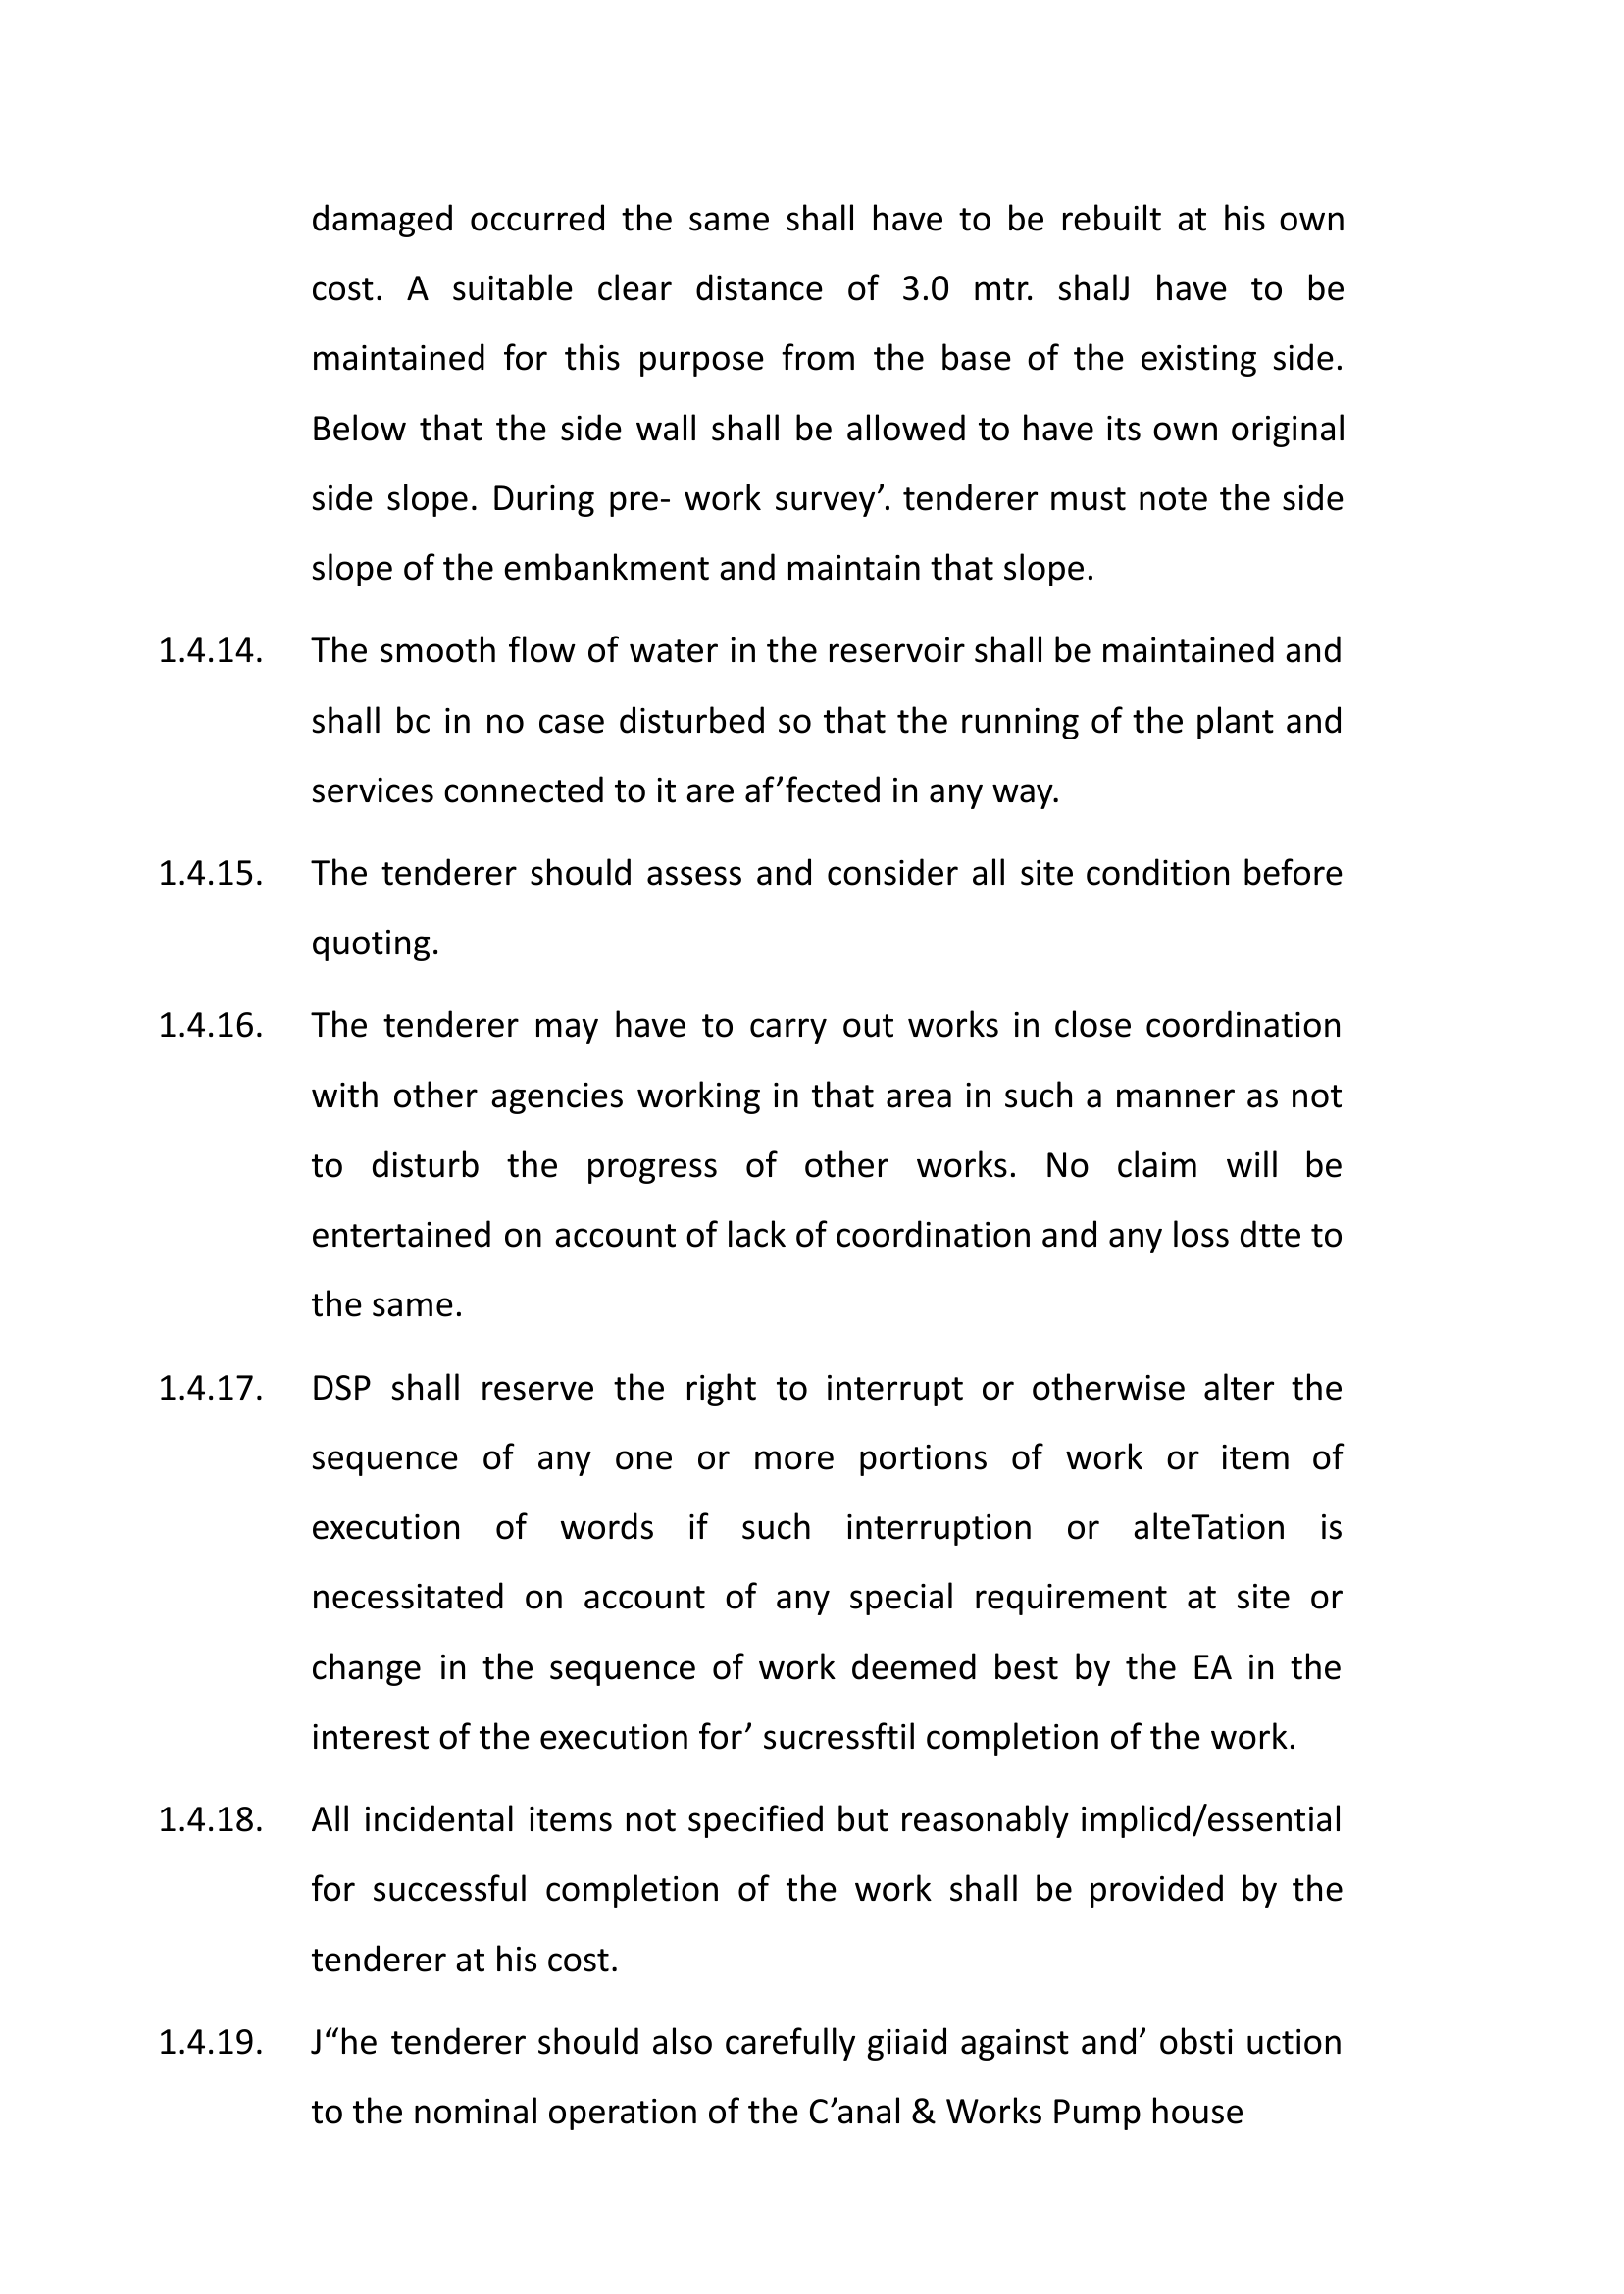 damaged occurred the same shall have to be rebuilt at his own
cost. A suitable clear distance of 3.0 mtr. shalJ have to be
maintained for this purpose from the base of the existing side.
Below that the side wall shall be allowed to have its own original
side slope. During pre- work survey’. tenderer must note the side
slope of the embankment and maintain that slope.
1.4.14. The smooth flow of water in the reservoir shall be maintained and
shall bc in no case disturbed so that the running of the plant and
services connected to it are af’fected in any way.
1.4.15. The tenderer should assess and consider all site condition before
quoting.
1.4.16. The tenderer may have to carry out works in close coordination
with other agencies working in that area in such a manner as not
to disturb the progress of other works. No claim will be
entertained on account of lack of coordination and any loss dtte to
the same.
1.4.17. DSP shall reserve the right to interrupt or otherwise alter the
sequence of any one or more portions of work or item of
execution of words if such interruption or alteTation is
necessitated on account of any special requirement at site or
change in the sequence of work deemed best by the EA in the
interest of the execution for’ sucressftil completion of the work.
1.4.18. All incidental items not specified but reasonably implicd/essential
for successful completion of the work shall be provided by the
tenderer at his cost.
1.4.19. J“he tenderer should also carefully giiaid against and’ obsti uction
to the nominal operation of the C’anal & Works Pump house